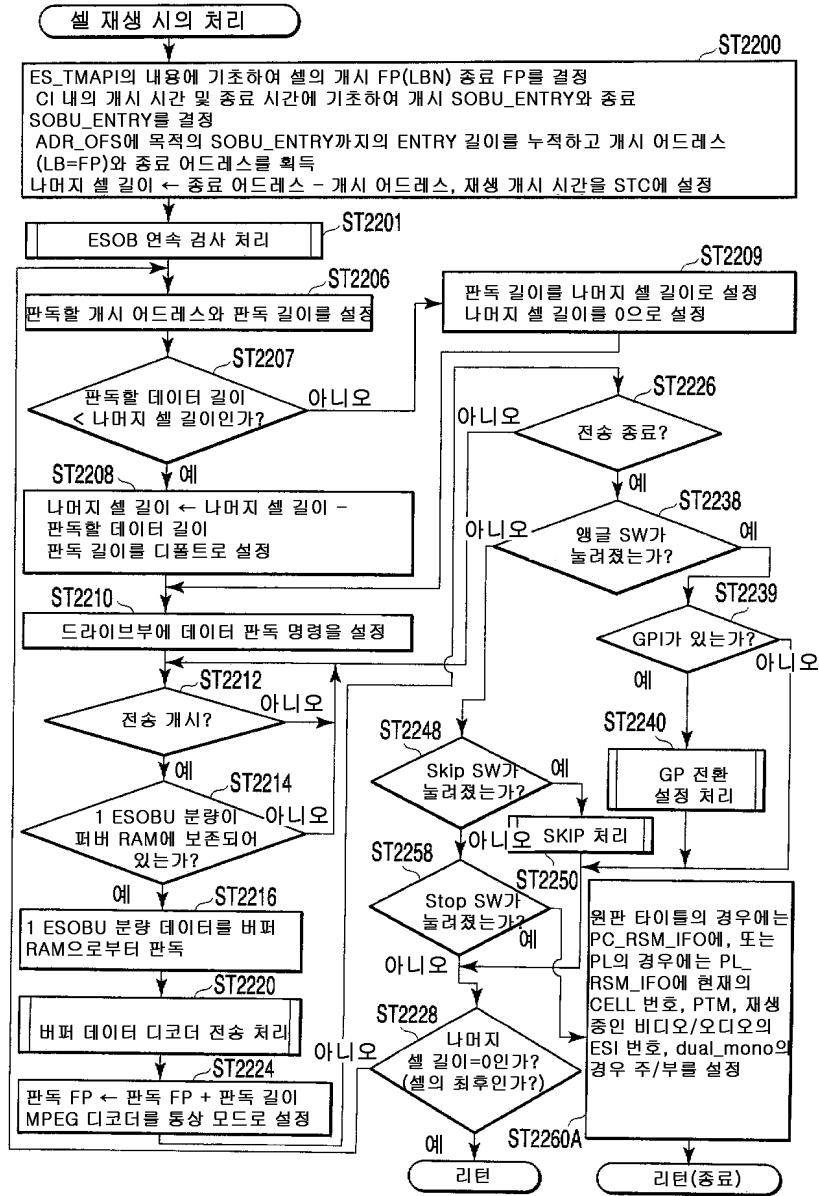 셀 재생 시의 처리
ST2200
ES_TMAPI의 내용에 기초하여 셀의 개시 FP(LBN) 종료 FP를 결정
CI 내의 개시 시간 및 종료 시간에 기초하여 개시 SOBU_ENTRY와 종료
SOBU_ENTRY를 결정
ADR_OFS에 목적의 SOBU_ENTRY까지의 ENTRY 길이를 누적하고 개시 어드레스
(LB=FP)와 종료 어드레스를 획득
나머지 셀 길이 ← 종료 어드레스 – 개시 어드레스, 재생 개시 시간을 STC에 설정
ST2201
ESOB 연속 검사 처리
ST2206
판독할 개시 어드레스와 판독 길이를 설정
ST2209
판독 길이를 나머지 셀 길이로 설정
나머지 셀 길이를 0으로 설정
ST2207
판독할 데이터 길이
< 나머지 셀 길이인가?
아니오
예
ST2208
나머지 셀 길이 ← 나머지 셀 길이 –
판독할 데이터 길이
판독 길이를 디폴트로 설정
ST2210
드라이브부에 데이터 판독 명령을 설정
ST2212
전송 개시?
아니오
예
ST2214
1 ESOBU 분량이
퍼버 RAM에 보존되어
있는가?
아니오
예
ST2216
1 ESOBU 분량 데이터를 버퍼
RAM으로부터 판독
ST2220
버퍼 데이터 디코더 전송 처리
ST2224
판독 FP ← 판독 FP + 판독 길이
MPEG 디코더를 통상 모드로 설정
ST2226
전송 종료?
아니오
예
ST2238
앵글 SW가
눌려졌는가?
아니오
예
ST2239
GPI가 있는가?
아니오
예
ST2240
GP 전환
설정 처리
ST2248
Skip SW가
눌려졌는가?
예
아니오
SKIP 처리
ST2250
ST2258
Stop SW가
눌려졌는가?
예
아니오
ST2228
나머지
셀 길이=0인가?
(셀의 최후인가?)
아니오
예
리턴
원판 타이틀의 경우에는
PC_RSM_IFO에, 또는
PL의 경우에는 PL_
RSM_IFO에 현재의
CELL 번호, PTM, 재생
중인 비디오/오디오의
ESI 번호, dual_mono의
경우 주/부를 설정
ST2260A
리턴(종료)